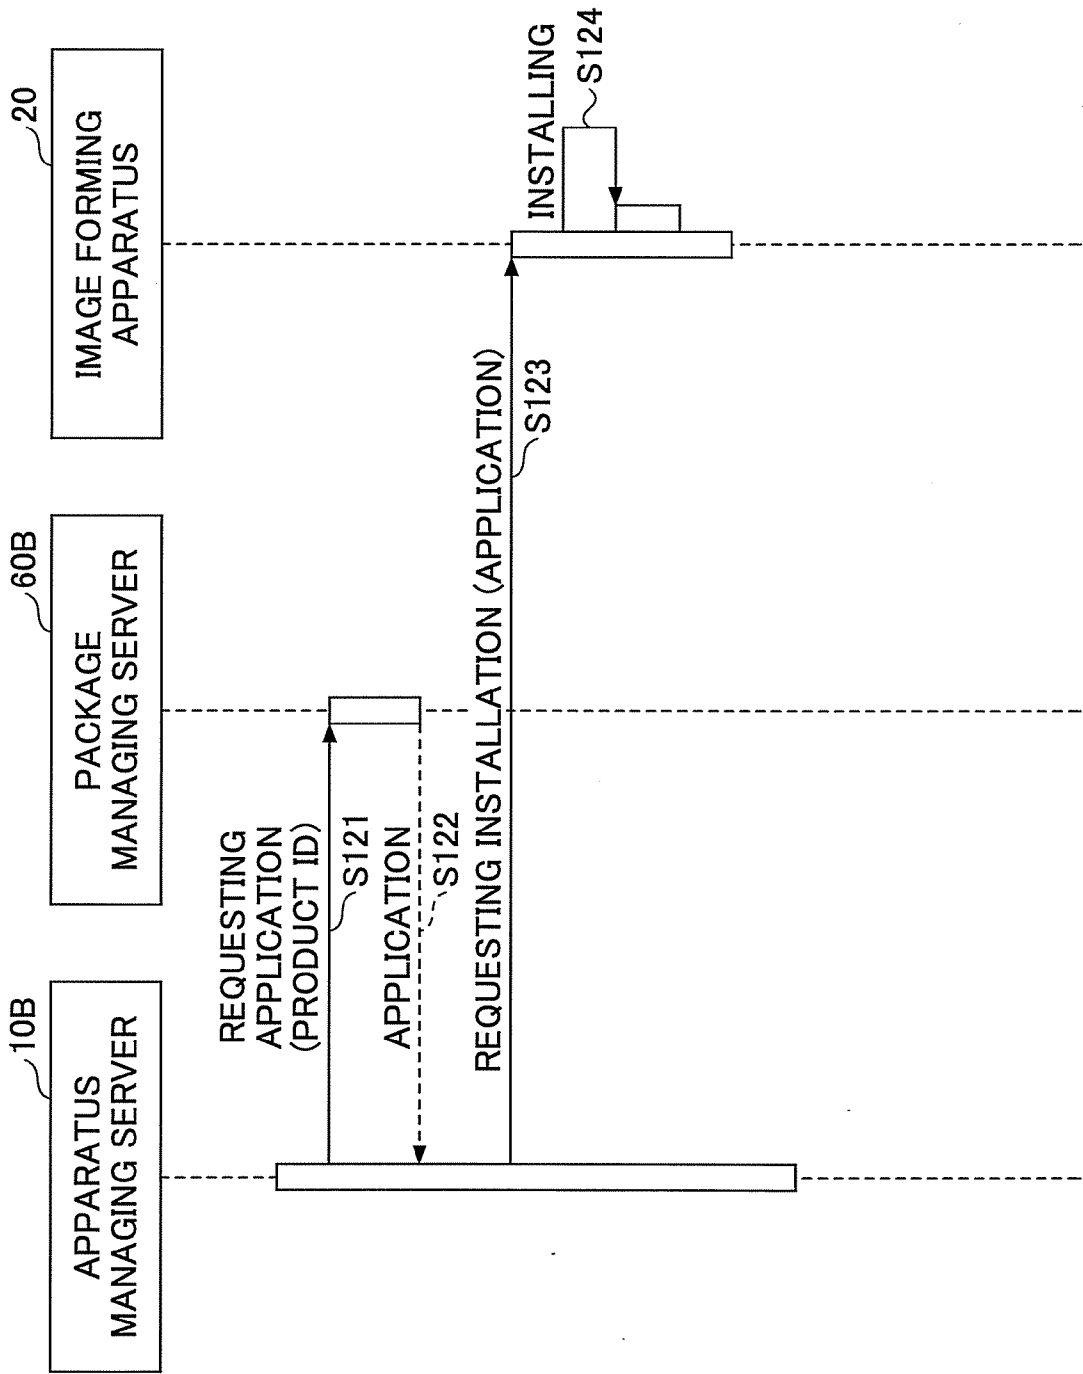 10B
APPARATUS
MANAGING SERVER
60B
PACKAGE
MANAGING SERVER
20
IMAGE FORMING
APPARATUS
REQUESTING
APPLICATION
(PRODUCT ID)
S121
APPLICATION
S122
REQUESTING INSTALLATION (APPLICATION)
S123
INSTALLING
S124